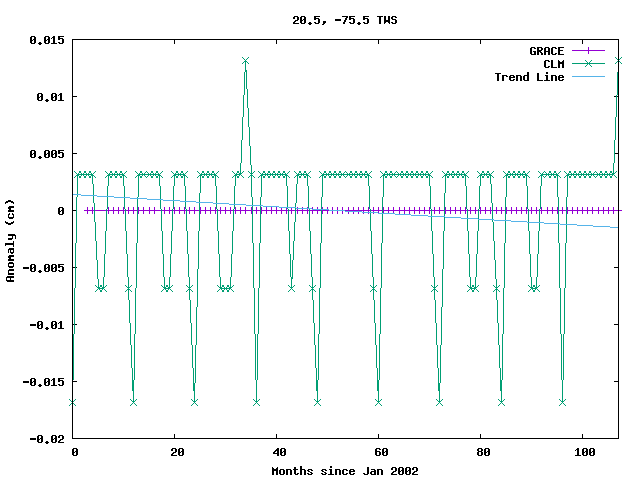 20.5, -75.5 TWS
GRACE
CLM
Trend Line
0.015
0.01
0.005
0
-0.005
-0.01
-0.015
-0.02
Anomaly (cm)
0 20 40 60 80 100
Months since Jan 2002